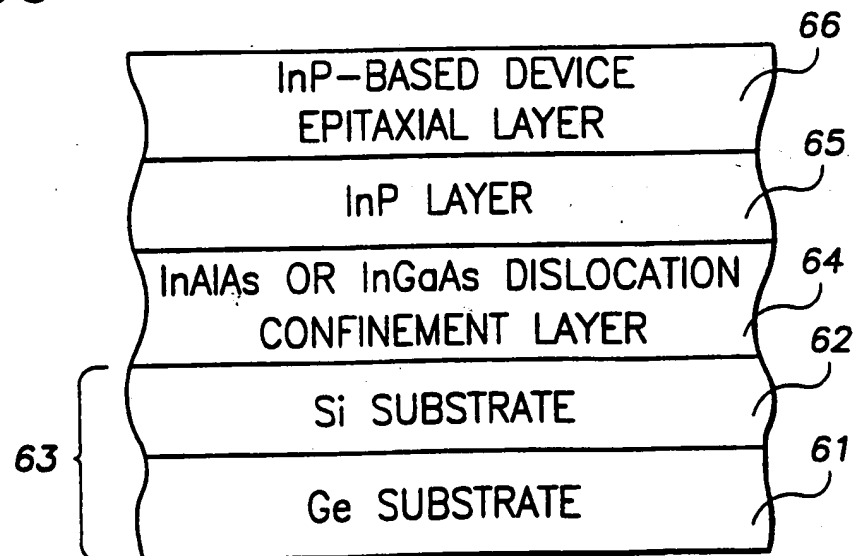 66
InP-BASED DEVICE
EPITAXIAL LAYER
65
InP LAYER
64
InAlAs OR InGaAs DISLOCATION
CONFINEMENT LAYER
62
Si SUBSTRATE
63
61
Ge SUBSTRATE